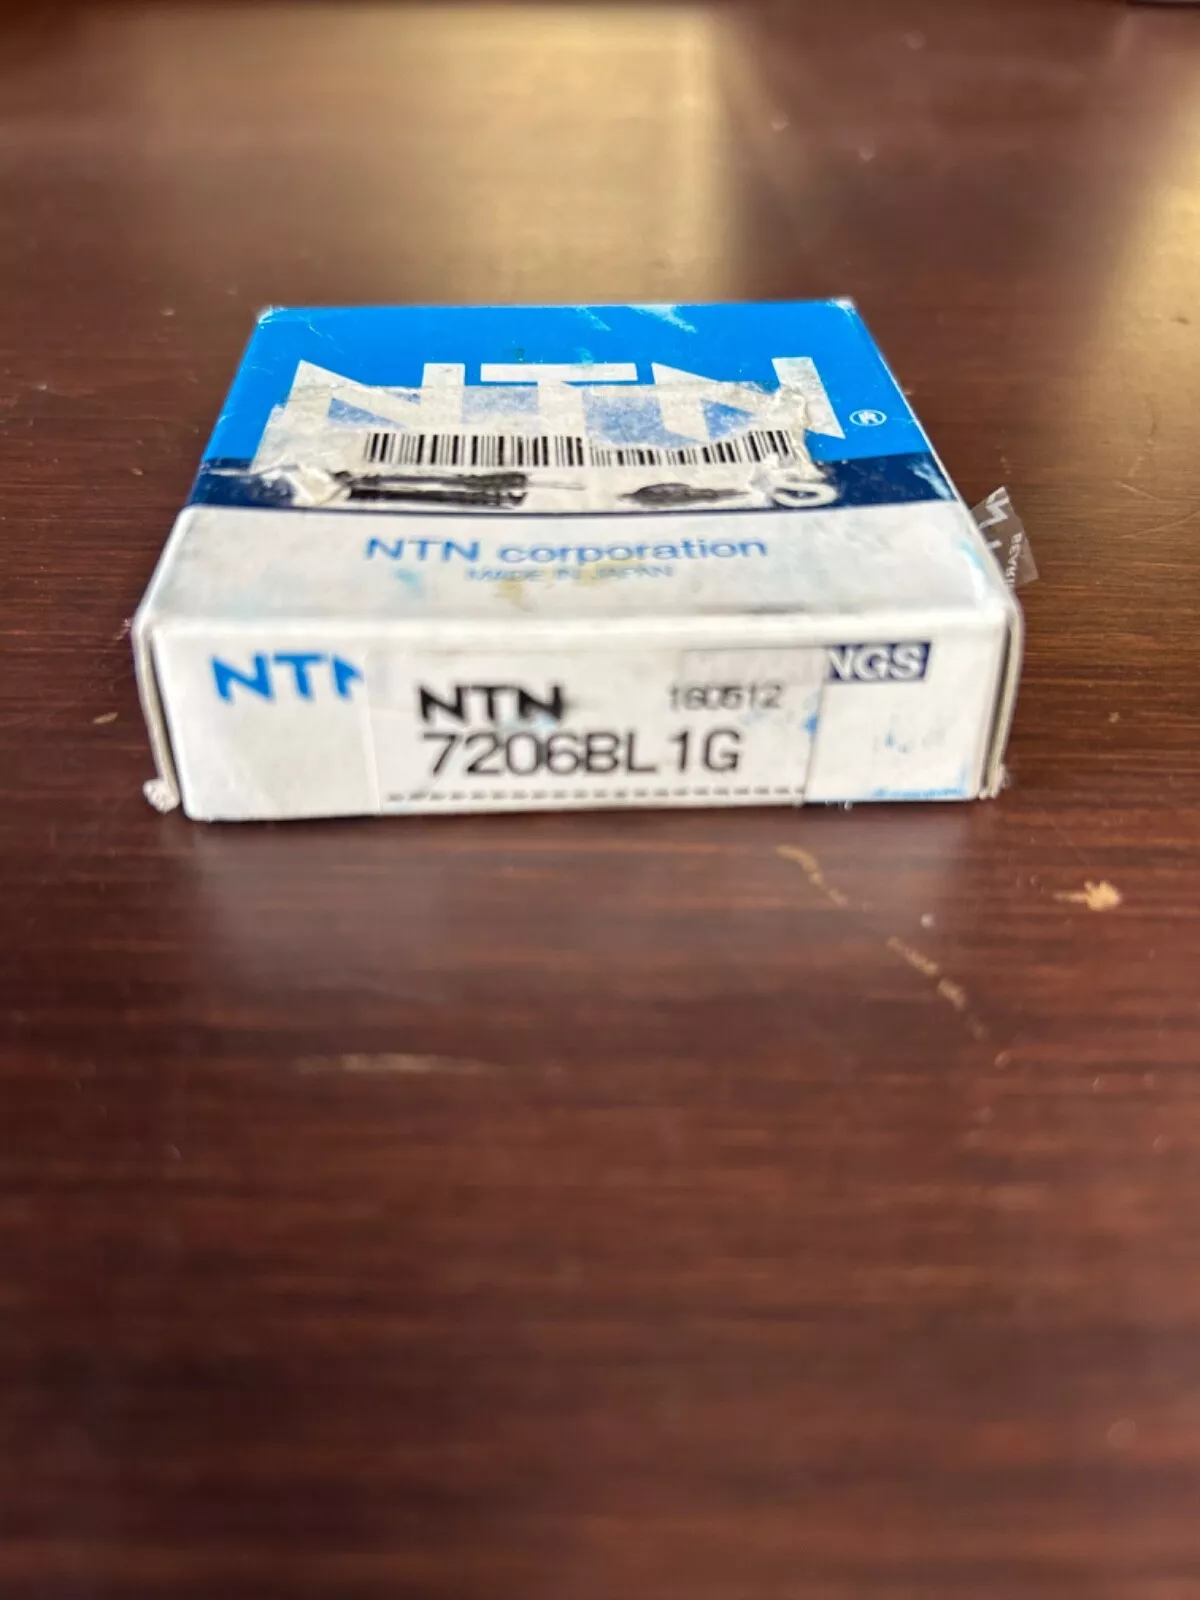 NTN®
S
NTN corporation
MADE IN JAPAN
NTN
NGS
NTN
160512
7206BL1G